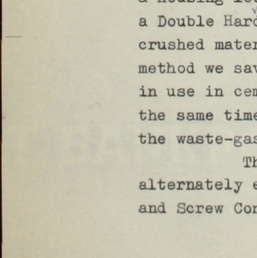 a Double Hard
crushed mater
method we sav
in use in cem
the same time
the waste-gas
Th
alternately e
and Screw Con